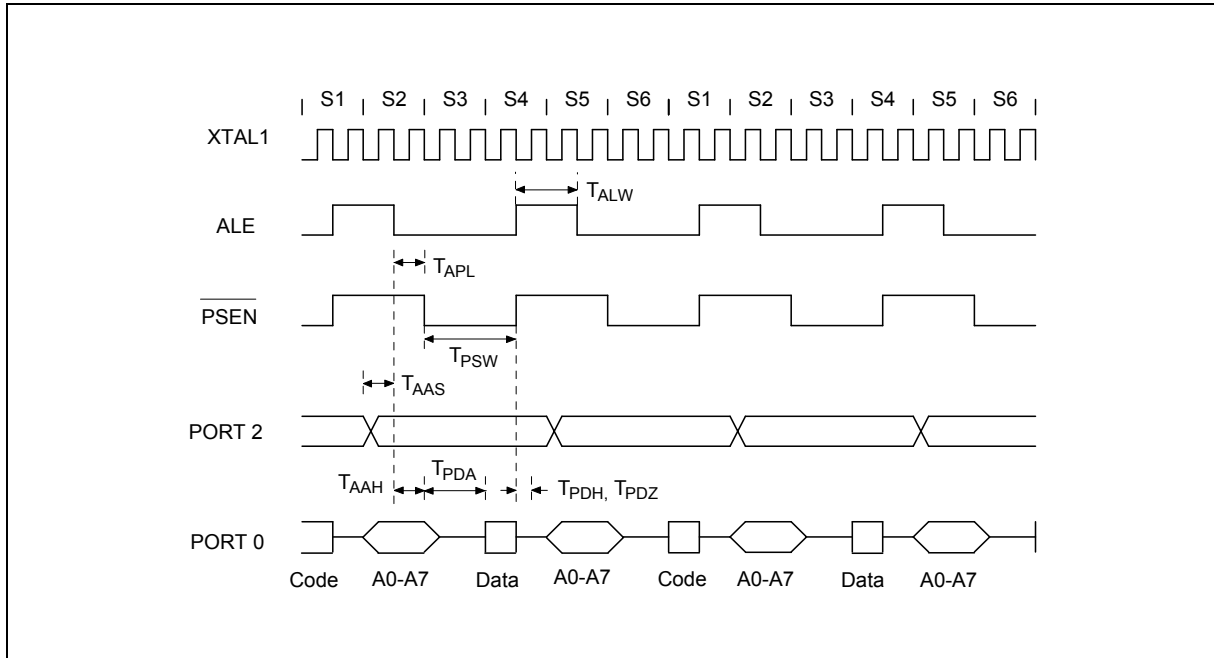 S1 S2 S3 S4 S5 S6 S1 S2 S3 S4 S5 S6
XTAL1
TALW
ALE
TAPL
PSEN
TPSW
TAAS
PORT 2
TAAH TPDA TPDH, TPDZ
PORT 0
Code A0-A7 Data A0-A7 Code A0-A7 Data A0-A7